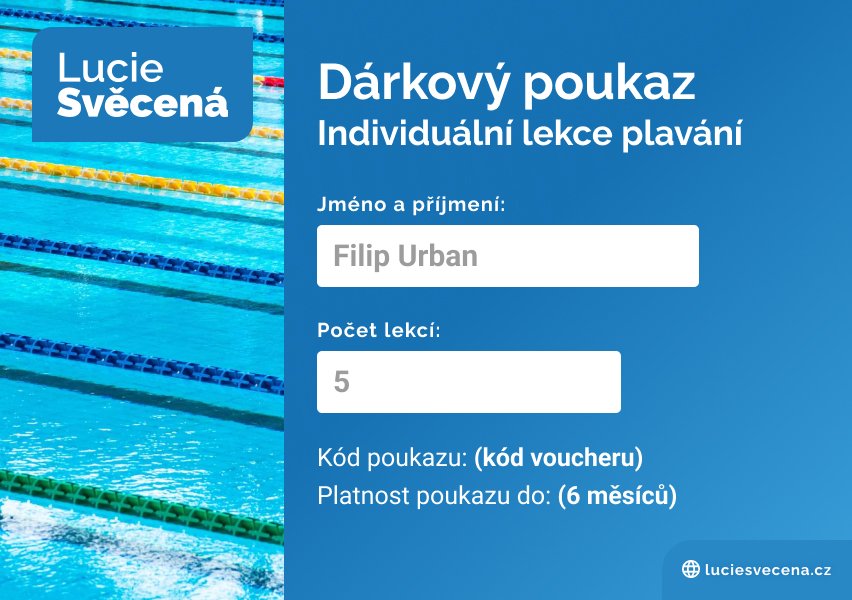 Lucie
Svěcená
Dárkový poukaz
Individuální lekce plavání
Jméno a příjmení:
Filip Urban
Počet lekcí:
5
Kód poukazu: (kód voucheru)
Platnost poukazu do: (6 měsíců)
luciesvecena.cz